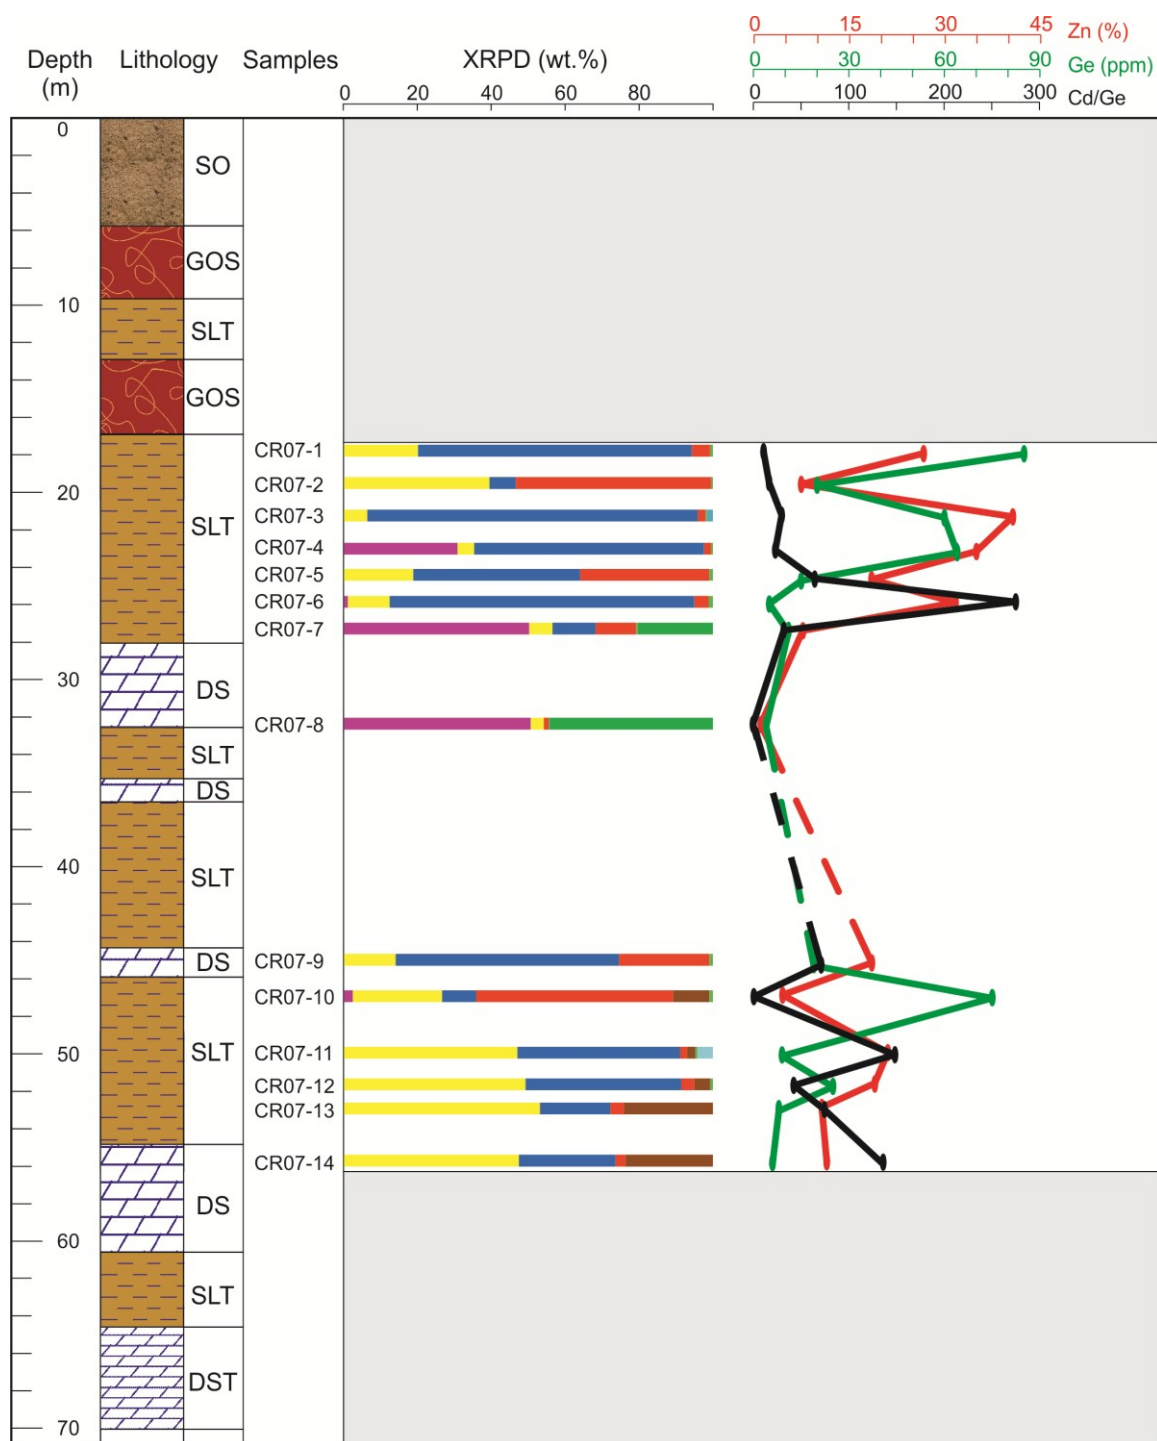 0 15 30 45 Zn (%)
Depth (m) Lithology Samples XRPD (wt.%) 0 30 60 90 Ge (ppm)
0 20 40 60 80 0 100 200 300 Cd/Ge
0
SO
GOS
10
SLT
GOS
CR07-1
20 CR07-2
SLT CR07-3
CR07-4
CR07-5
CR07-6
CR07-7
30 DS
CR07-8
SLT
DS
40 SLT
DS CR07-9
CR07-10
50 SLT CR07-11
CR07-12
CR07-13
CR07-14
DS
60
SLT
DST
70